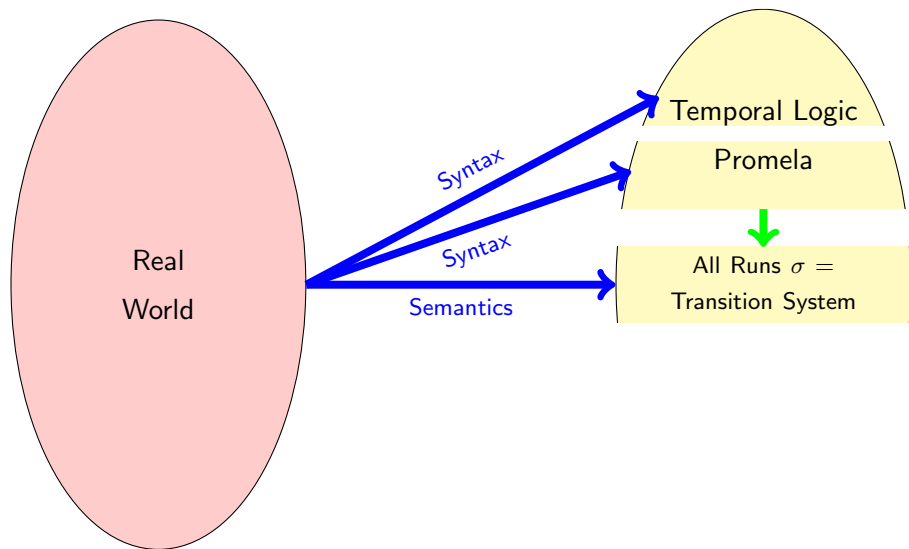 Real
World
Syntax
Syntax
Semantics
Temporal Logic
Promela
All Runs σ =
Transition System